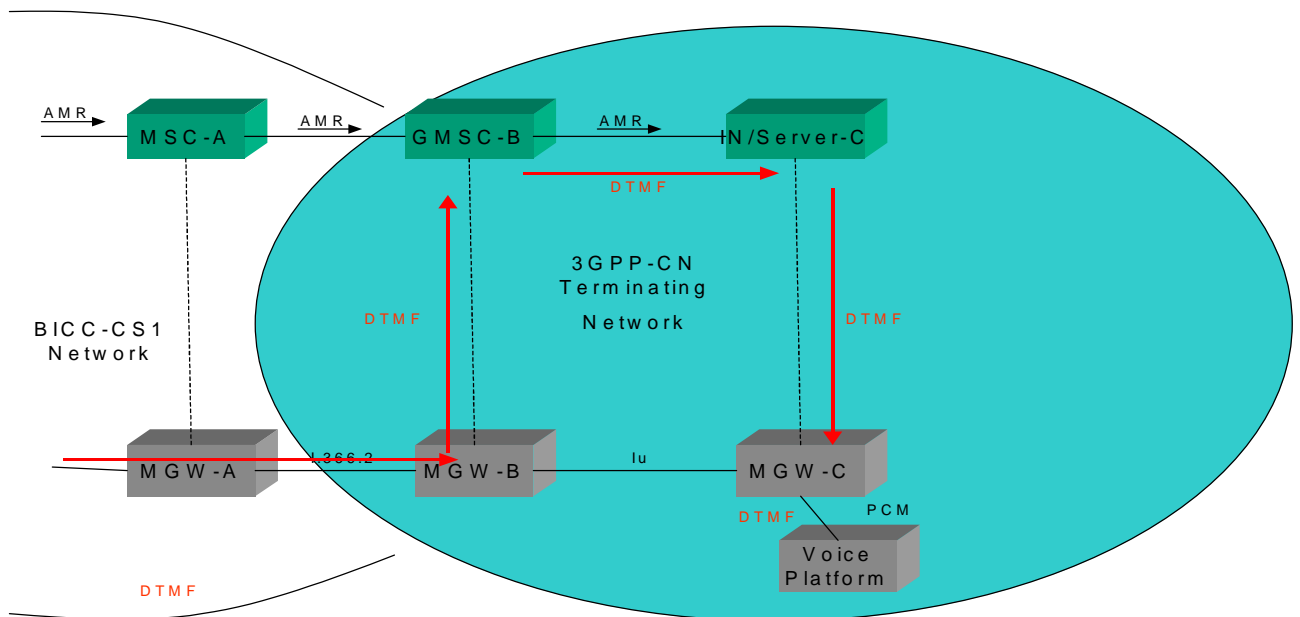 AMR
AMR
AMR
MSC-A
GMSC-B
IN/Server-C
DTMF
3GPP-CN
Terminating
Network
DTMF
DTMF
BICC-CS1
Network
I.366.2
Iu
MGW-A
MGW-B
MGW-C
DTMF
PCM
Voice
Platform
DTMF